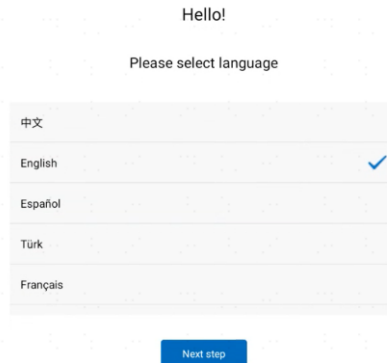 Hello!
Please select language
中文
English
Español
Türk
Français
Next step